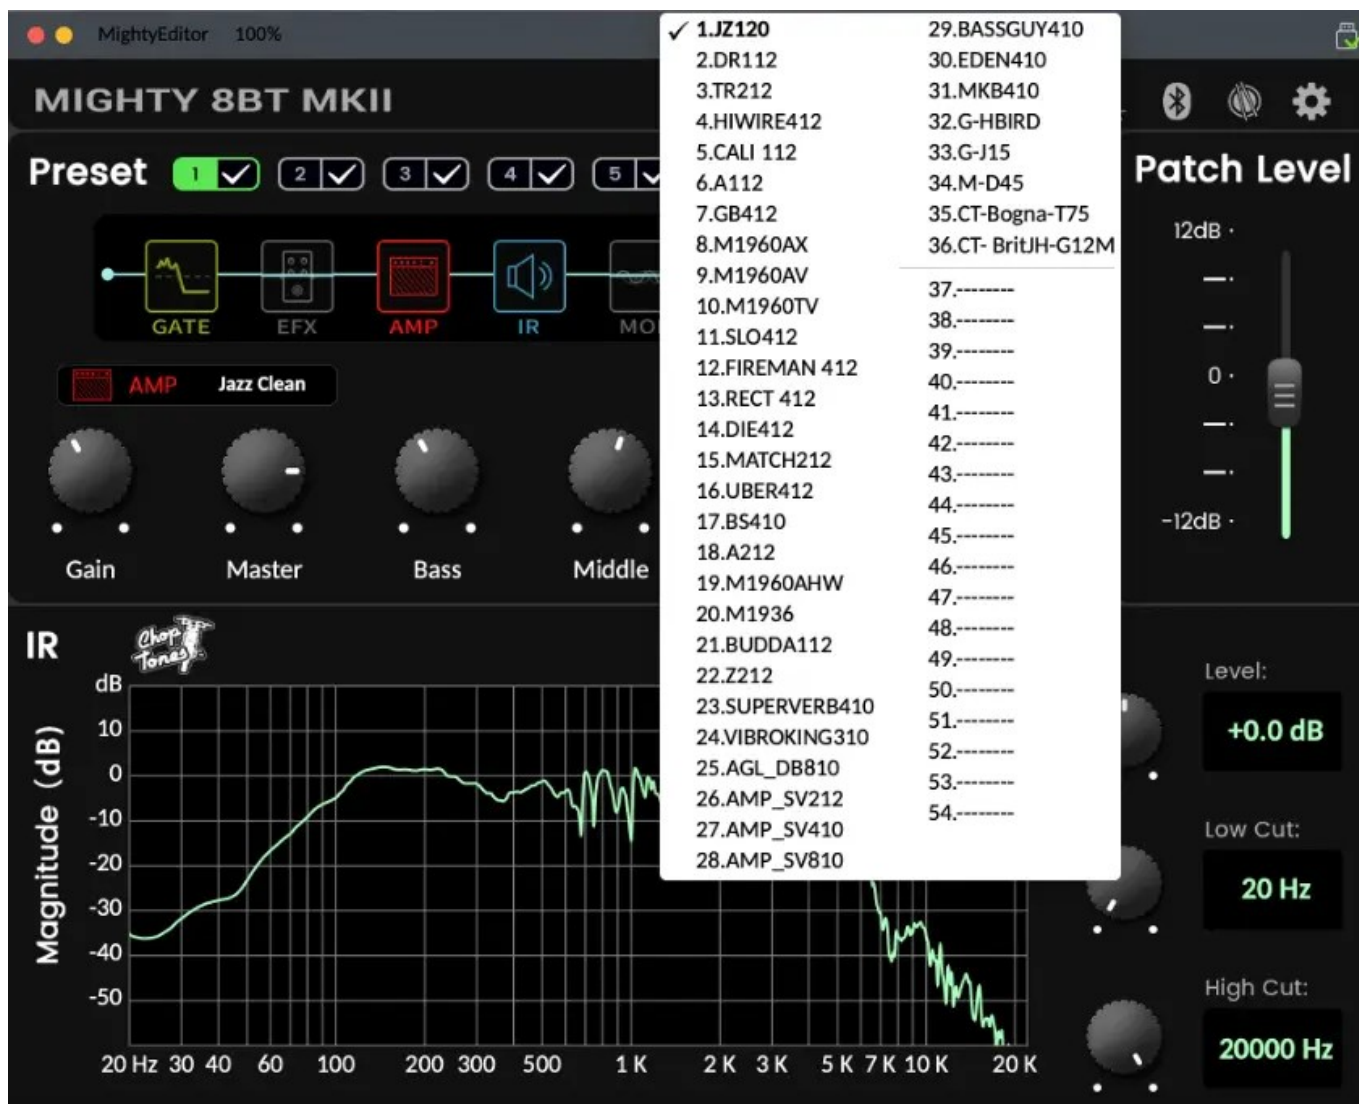 MightyEditor 100%
MIGHTY 8BT MKII
Preset 1 2 3 4 5
GATE EFX AMP IR
AMP Jazz Clean
Gain Master Bass Middle
✓ 1.JZ120
2.DR112
3.TR212
4.HIWIRE412
5.CALI 112
6.A112
7.GB412
8.M1960AX
9.M1960AV
10.M1960TV
11.SLO412
12.FIREMAN 412
13.RECT 412
14.DIE412
15.MATCH212
16.UBER412
17.BS410
18.A212
19.M1960AHW
20.M1936
21.BUDDA112
22.Z212
23.SUPERVERB410
24.VIBROKING310
25.AGL_DB810
26.AMP_SV212
27.AMP_SV410
28.AMP_SV810
29.BASSGUY410
30.EDEN410
31.MKB410
32.G-HBIRD
33.G-J15
34.M-D45
35.CT-Bogna-T75
36.CT- BritJH-G12M
37.--------
38.--------
39.--------
40.--------
41.--------
42.--------
43.--------
44.--------
45.--------
46.--------
47.--------
48.--------
49.--------
50.--------
51.--------
52.--------
53.--------
54.--------
Patch Level
12dB
0
-12dB
IR
Chop
Tones
Magnitude (dB)
dB
10
0
-10
-20
-30
-40
-50
20 Hz 30 40 60 100 200 300 500 1 K 2 K 3 K 5 K 7 K 10 K 20 K
Level:
+0.0 dB
Low Cut:
20 Hz
High Cut:
20000 Hz